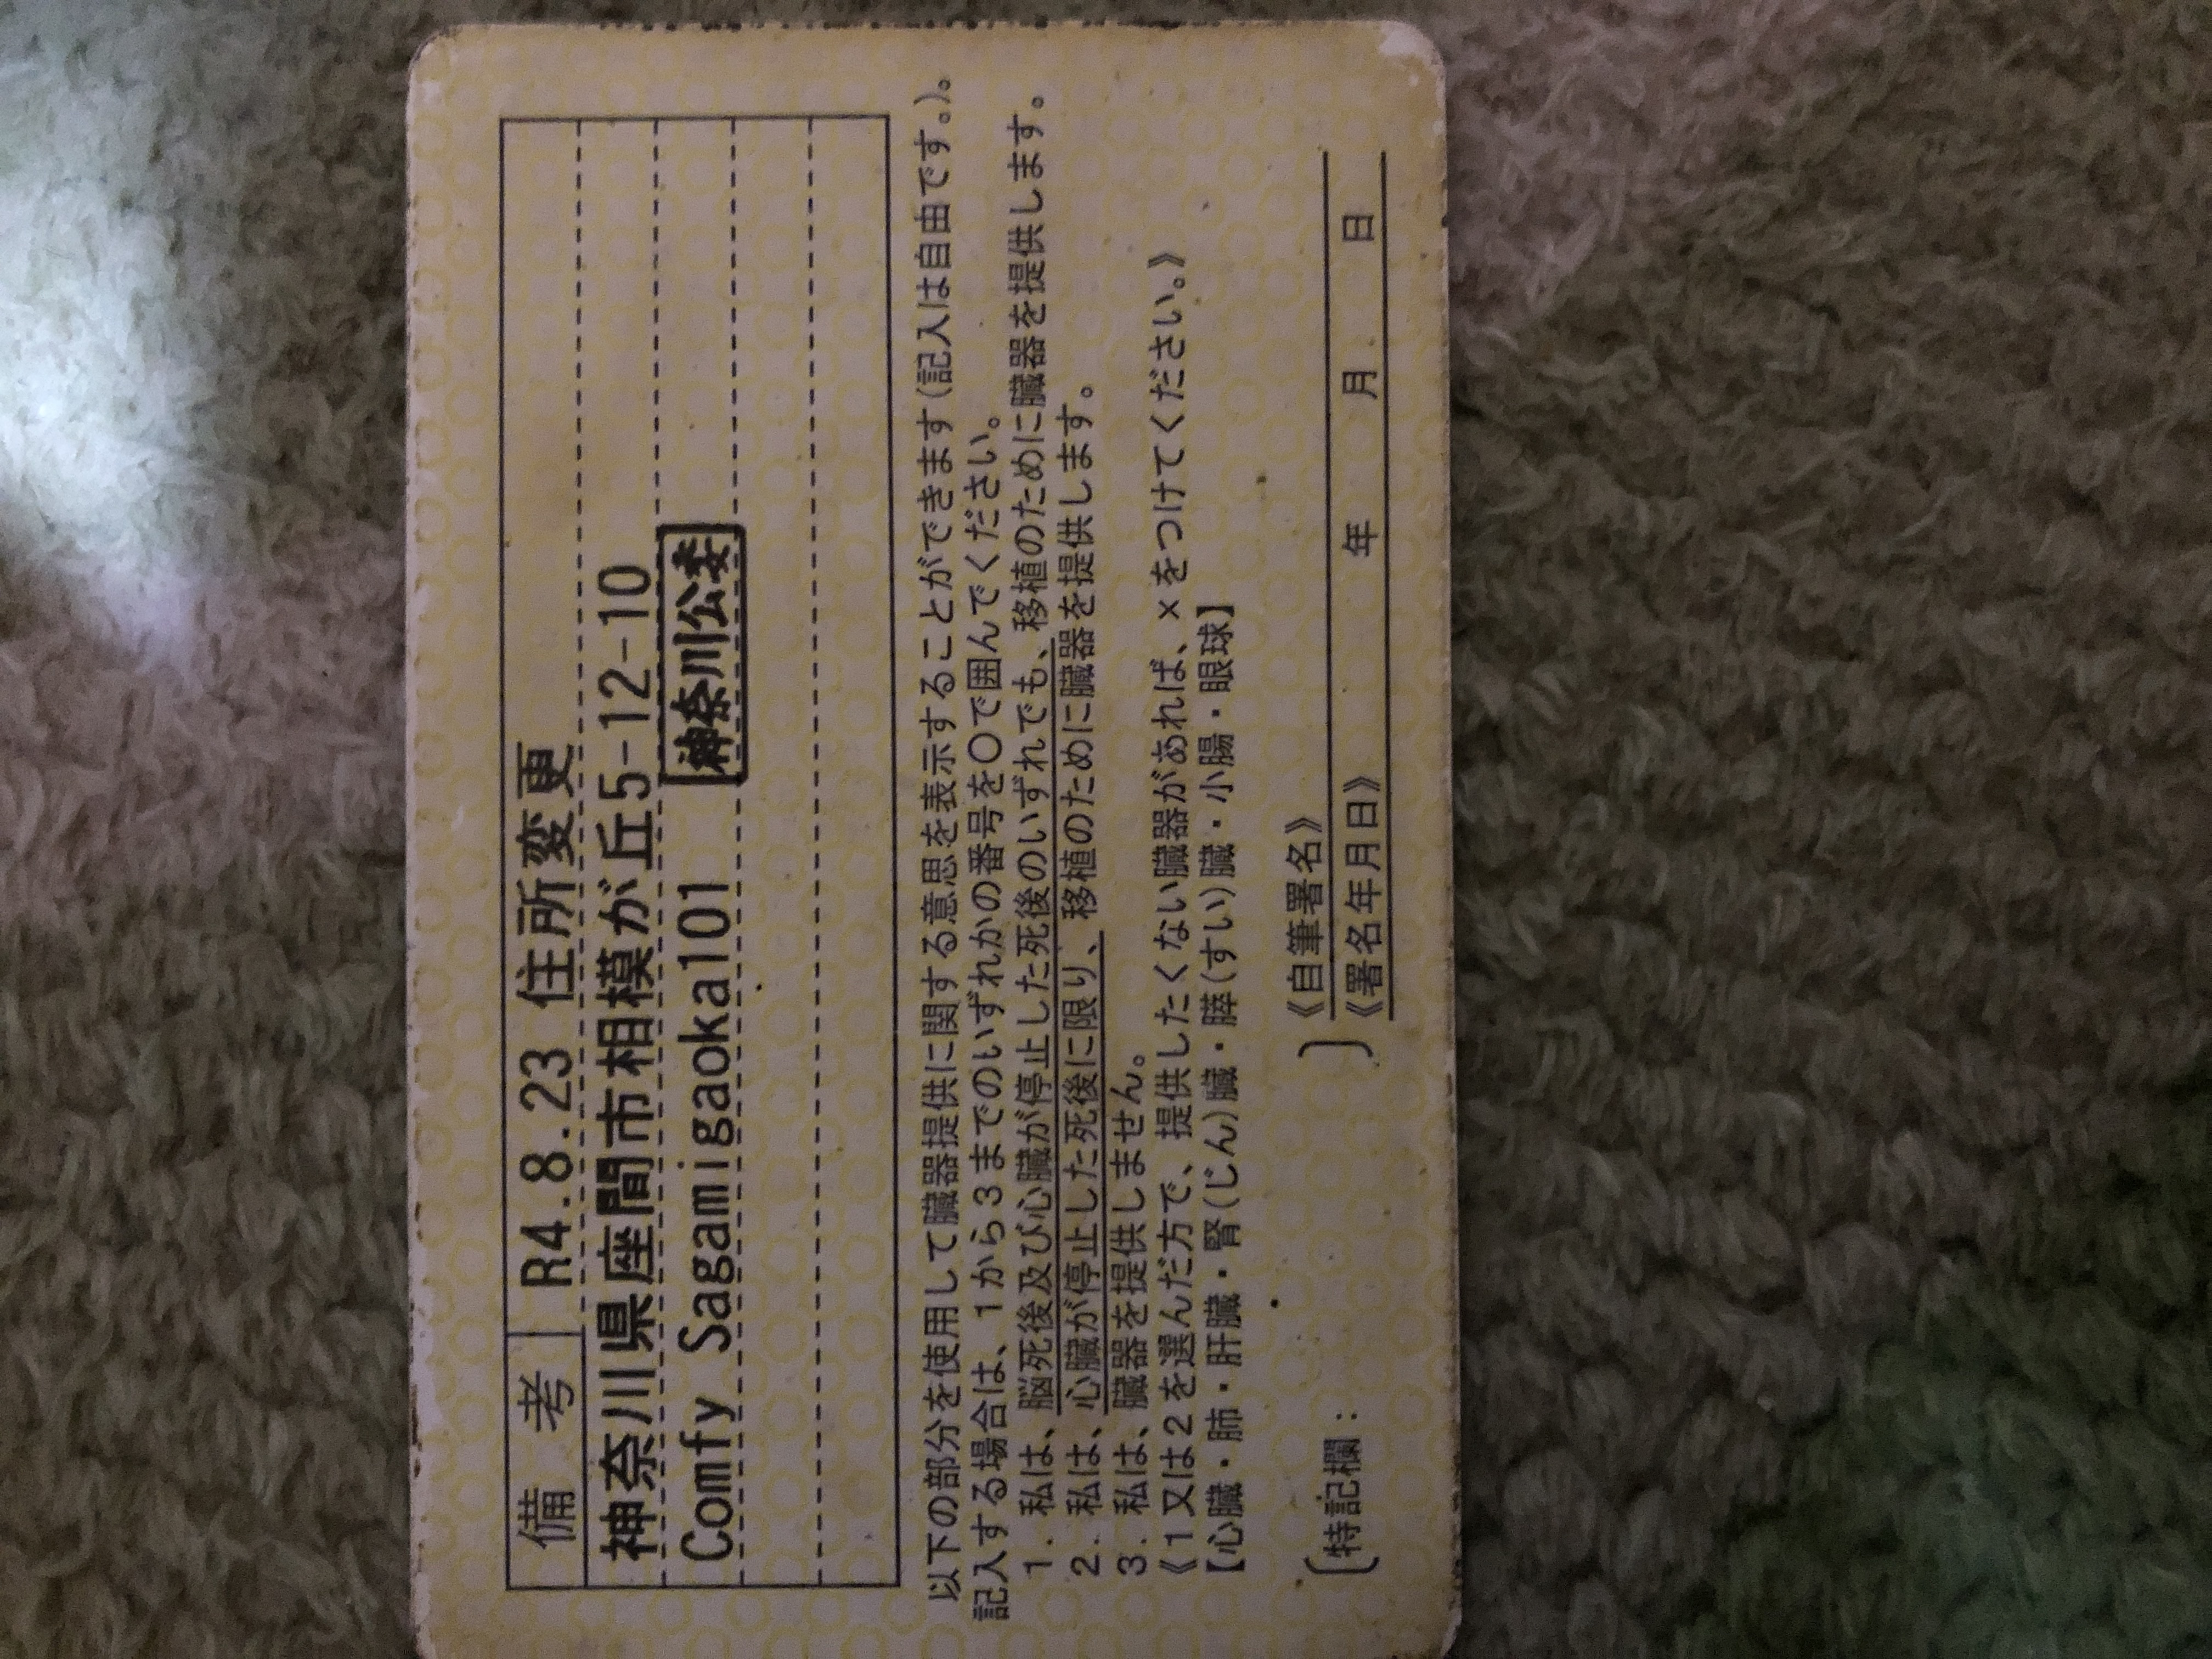 備考 R4.8.23 住所変更
神奈川県座間市相模が丘5-12-10
Comfy Sagamigaoka101 神奈川公委
以下の部分を使用して臓器提供に関する意思を表示することができます(記入は自由です。)。
記入する場合は、1から3までのいずれかの番号を〇で囲んでください。
1. 私は、脳死後及び心臓が停止した死後のいずれでも、移植のために臓器を提供します。
2. 私は、心臓が停止した死後に限り、移植のために臓器を提供します。
3. 私は、臓器を提供しません。
《1又は2を選んだ方で、提供したくない臓器があれば、×をつけてください。》
【心臓・肺・肝臓・腎(じん)臓・膵(すい)臓・小腸・眼球】
〔特記欄: 〕
《自筆署名》
《署名年月日》 年 月 日